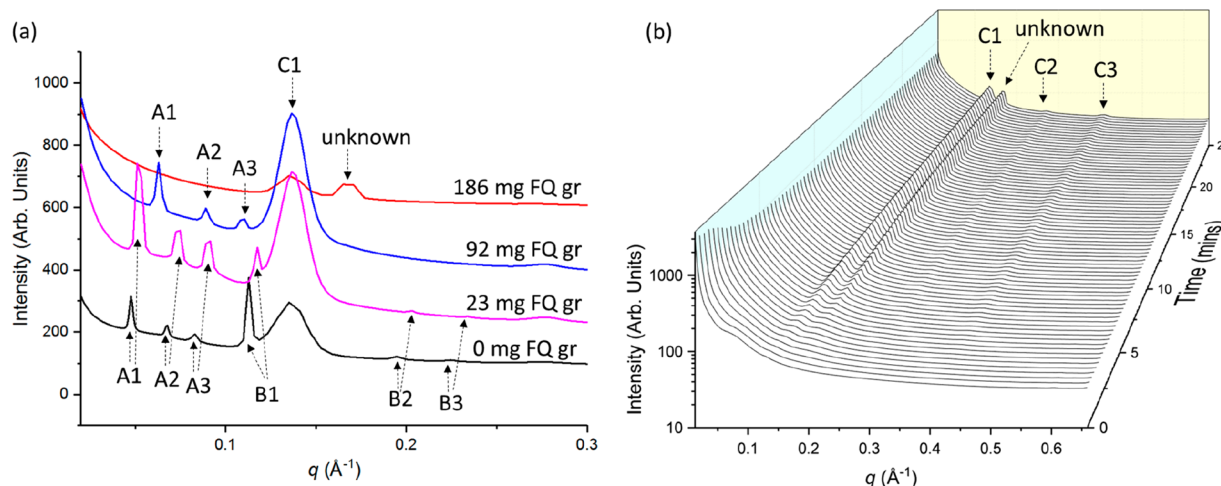 (a)
Intensity (Arb. Units)
1000
800
600
400
200
0
0.1
0.2
0.3
q (Å⁻¹)
A1
A2
A3
C1
unknown
186 mg FQ gr
92 mg FQ gr
23 mg FQ gr
0 mg FQ gr
A1
A2
A3
B1
B2
B3
(b)
C1
unknown
C2
C3
Intensity (Arb. Units)
1000
100
10
0.1
0.2
0.3
0.4
0.5
0.6
q (Å⁻¹)
0
5
10
15
20
Time (mins)